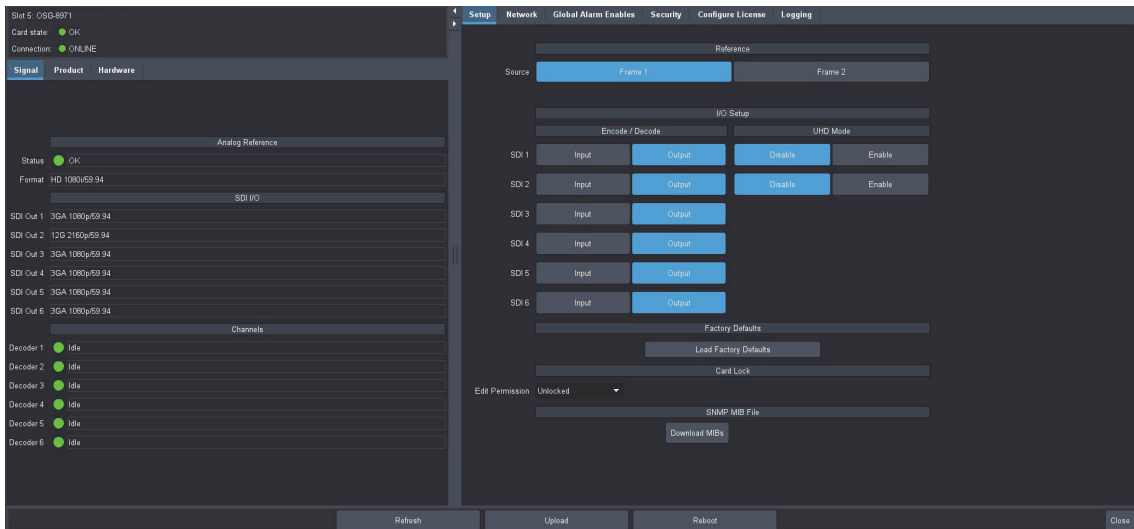 Slot 5: OSG-8971
Card state: OK
Connection: ONLINE
Signal Product Hardware
Analog Reference
Status OK
Format HD 1080i/59.94
SDI I/O
SDI Out 1 3GA 1080p/59.94
SDI Out 2 12G 2160p/59.94
SDI Out 3 3GA 1080p/59.94
SDI Out 4 3GA 1080p/59.94
SDI Out 5 3GA 1080p/59.94
SDI Out 6 3GA 1080p/59.94
Channels
Decoder 1 Idle
Decoder 2 Idle
Decoder 3 Idle
Decoder 4 Idle
Decoder 5 Idle
Decoder 6 Idle
Setup Network Global Alarm Enables Security Configure License Logging
Reference
Source Frame 1 Frame 2
I/O Setup
Encode / Decode UHD Mode
SDI 1 Input Output Disable Enable
SDI 2 Input Output Disable Enable
SDI 3 Input Output
SDI 4 Input Output
SDI 5 Input Output
SDI 6 Input Output
Factory Defaults
Load Factory Defaults
Card Lock
Edit Permission Unlocked
SNMP MIB File
Download MIBs
Refresh Upload Reboot Close